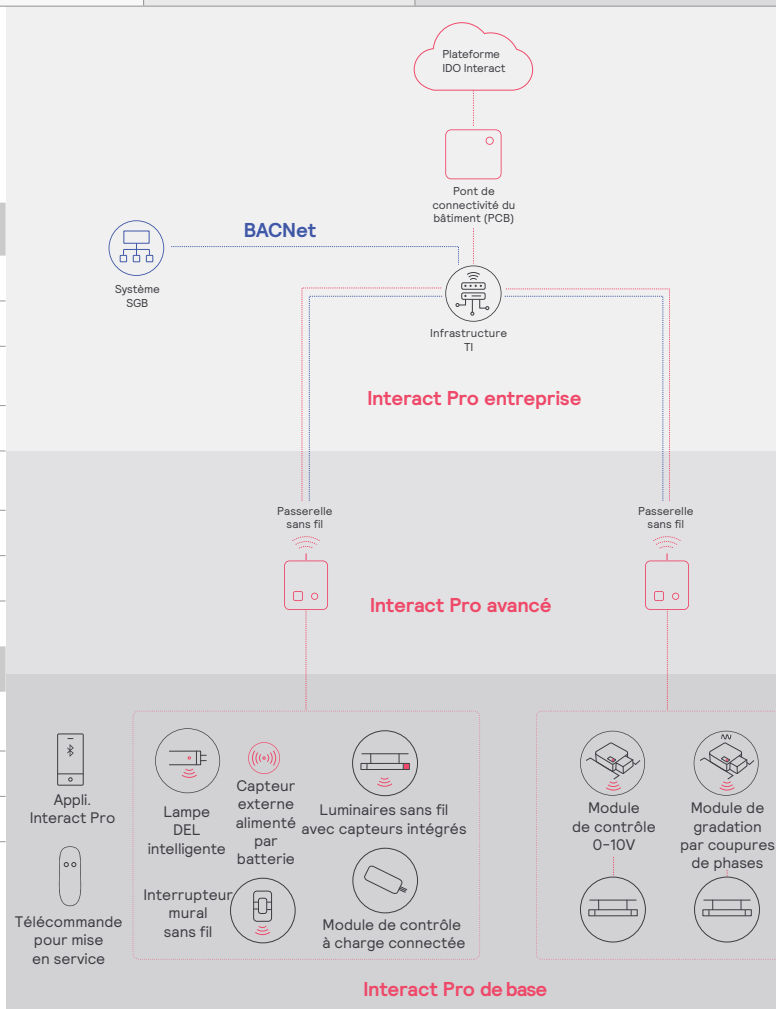 Plateforme
IDO Interact
Pont de
connectivité du
bâtiment (PCB)
BACNet
Système
SGB
Infrastructure
TI
Interact Pro entreprise
Passerelle
sans fil
Passerelle
sans fil
Interact Pro avancé
Appli.
Interact Pro
Télécommande
pour mise
en service
Lampe
DEL
intelligente
Capteur
externe
alimenté
par
batterie
Luminaires sans fil
avec capteurs intégrés
Interrupteur
mural
sans fil
Module de contrôle
à charge connectée
Module
de contrôle
0-10V
Module de
gradation
par coupures
de phases
Interact Pro de base